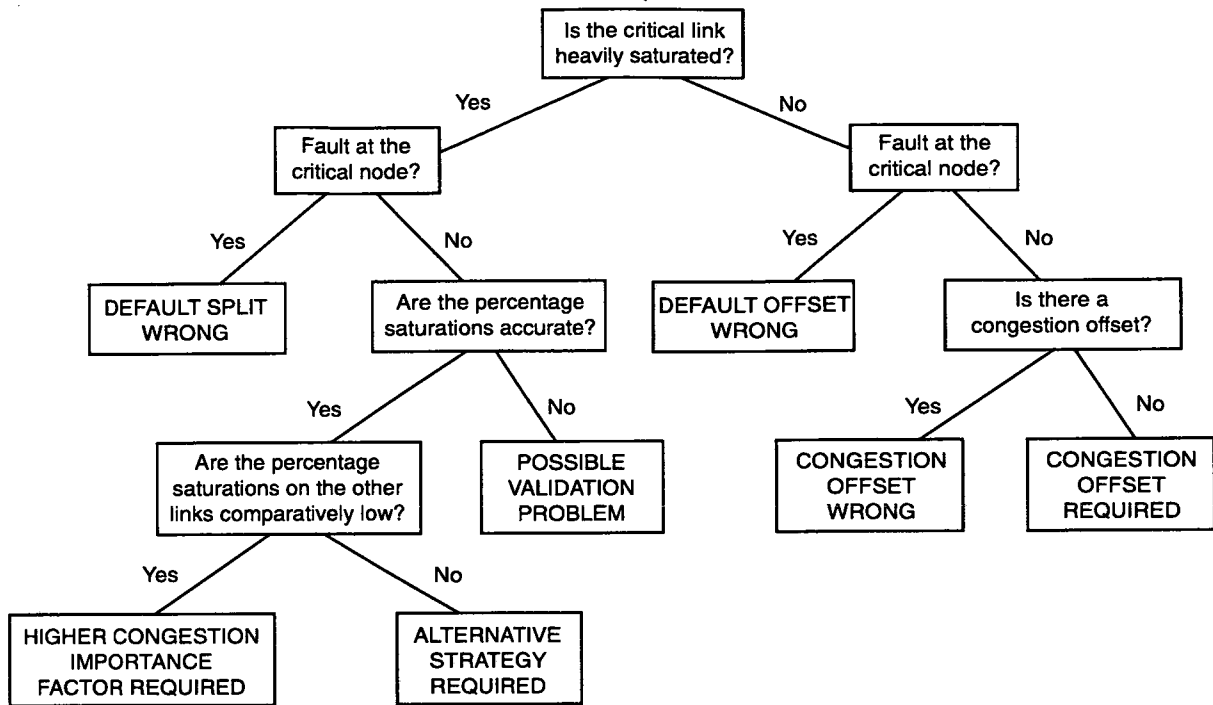 Is the critical link
heavily saturated?
Yes
No
Fault at the
critical node?
Fault at the
critical node?
Yes
No
Yes
No
DEFAULT SPLIT
WRONG
Are the percentage
saturations accurate?
DEFAULT OFFSET
WRONG
Is there a
congestion offset?
Yes
No
Yes
No
Are the percentage
saturations on the other
links comparatively low?
POSSIBLE
VALIDATION
PROBLEM
CONGESTION
OFFSET
WRONG
CONGESTION
OFFSET
REQUIRED
Yes
No
HIGHER CONGESTION
IMPORTANCE
FACTOR REQUIRED
ALTERNATIVE
STRATEGY
REQUIRED